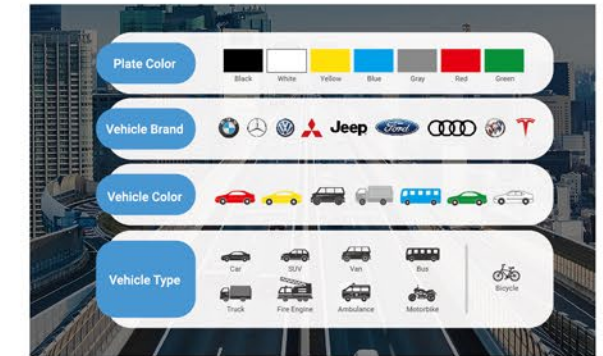 Plate Color
Black White Yellow Blue Gray Red Green
Vehicle Brand
Jeep Ford
Vehicle Color
Vehicle Type
Car SUV Van Bus
Bicycle
Truck Fire Engine Ambulance Motorbike